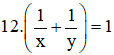 12.(1/x + 1/y) = 1